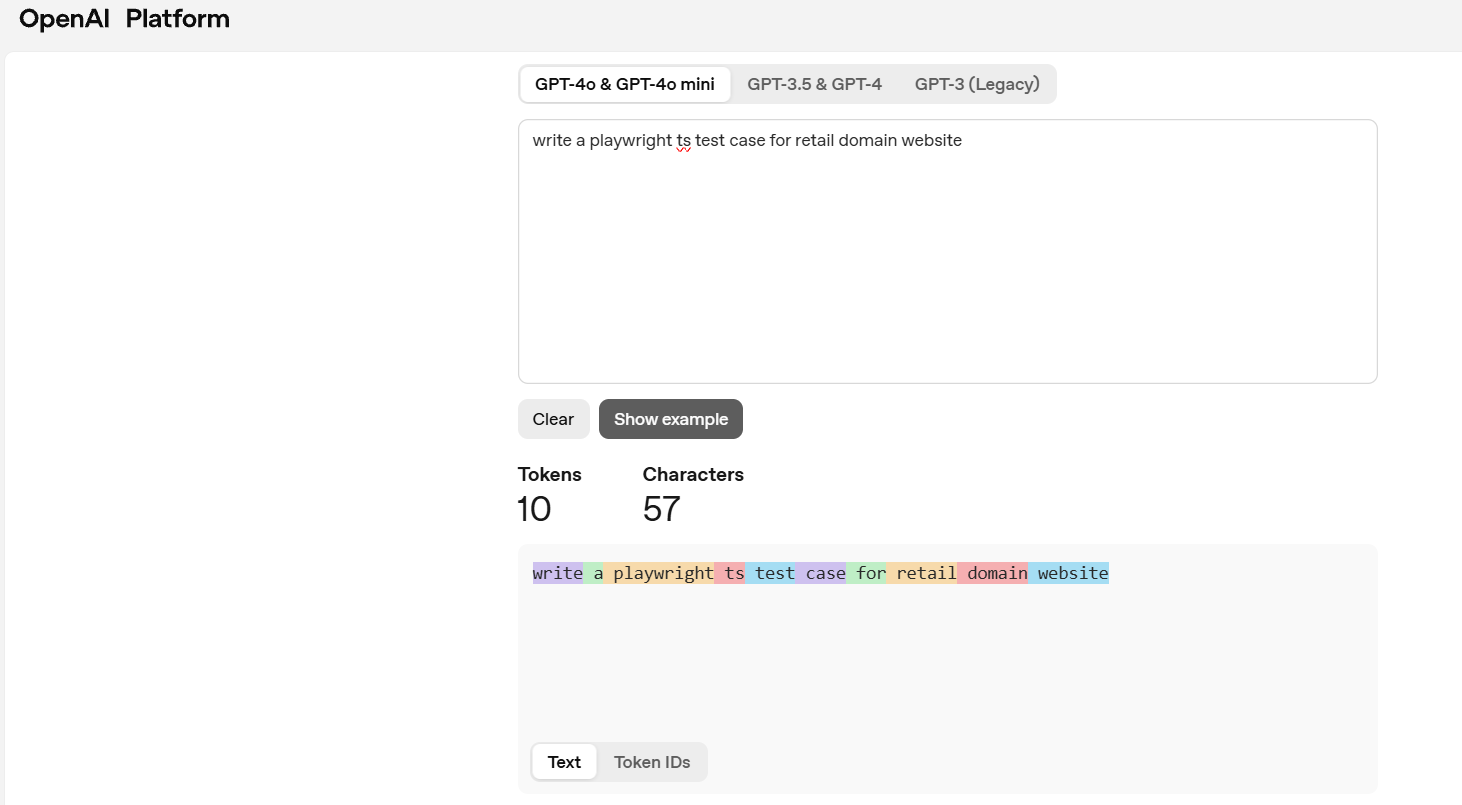 OpenAI Platform
GPT-4o & GPT-4o mini GPT-3.5 & GPT-4 GPT-3 (Legacy)
write a playwright ts test case for retail domain website
Clear Show example
Tokens Characters
10 57
write a playwright ts test case for retail domain website
Text Token IDs